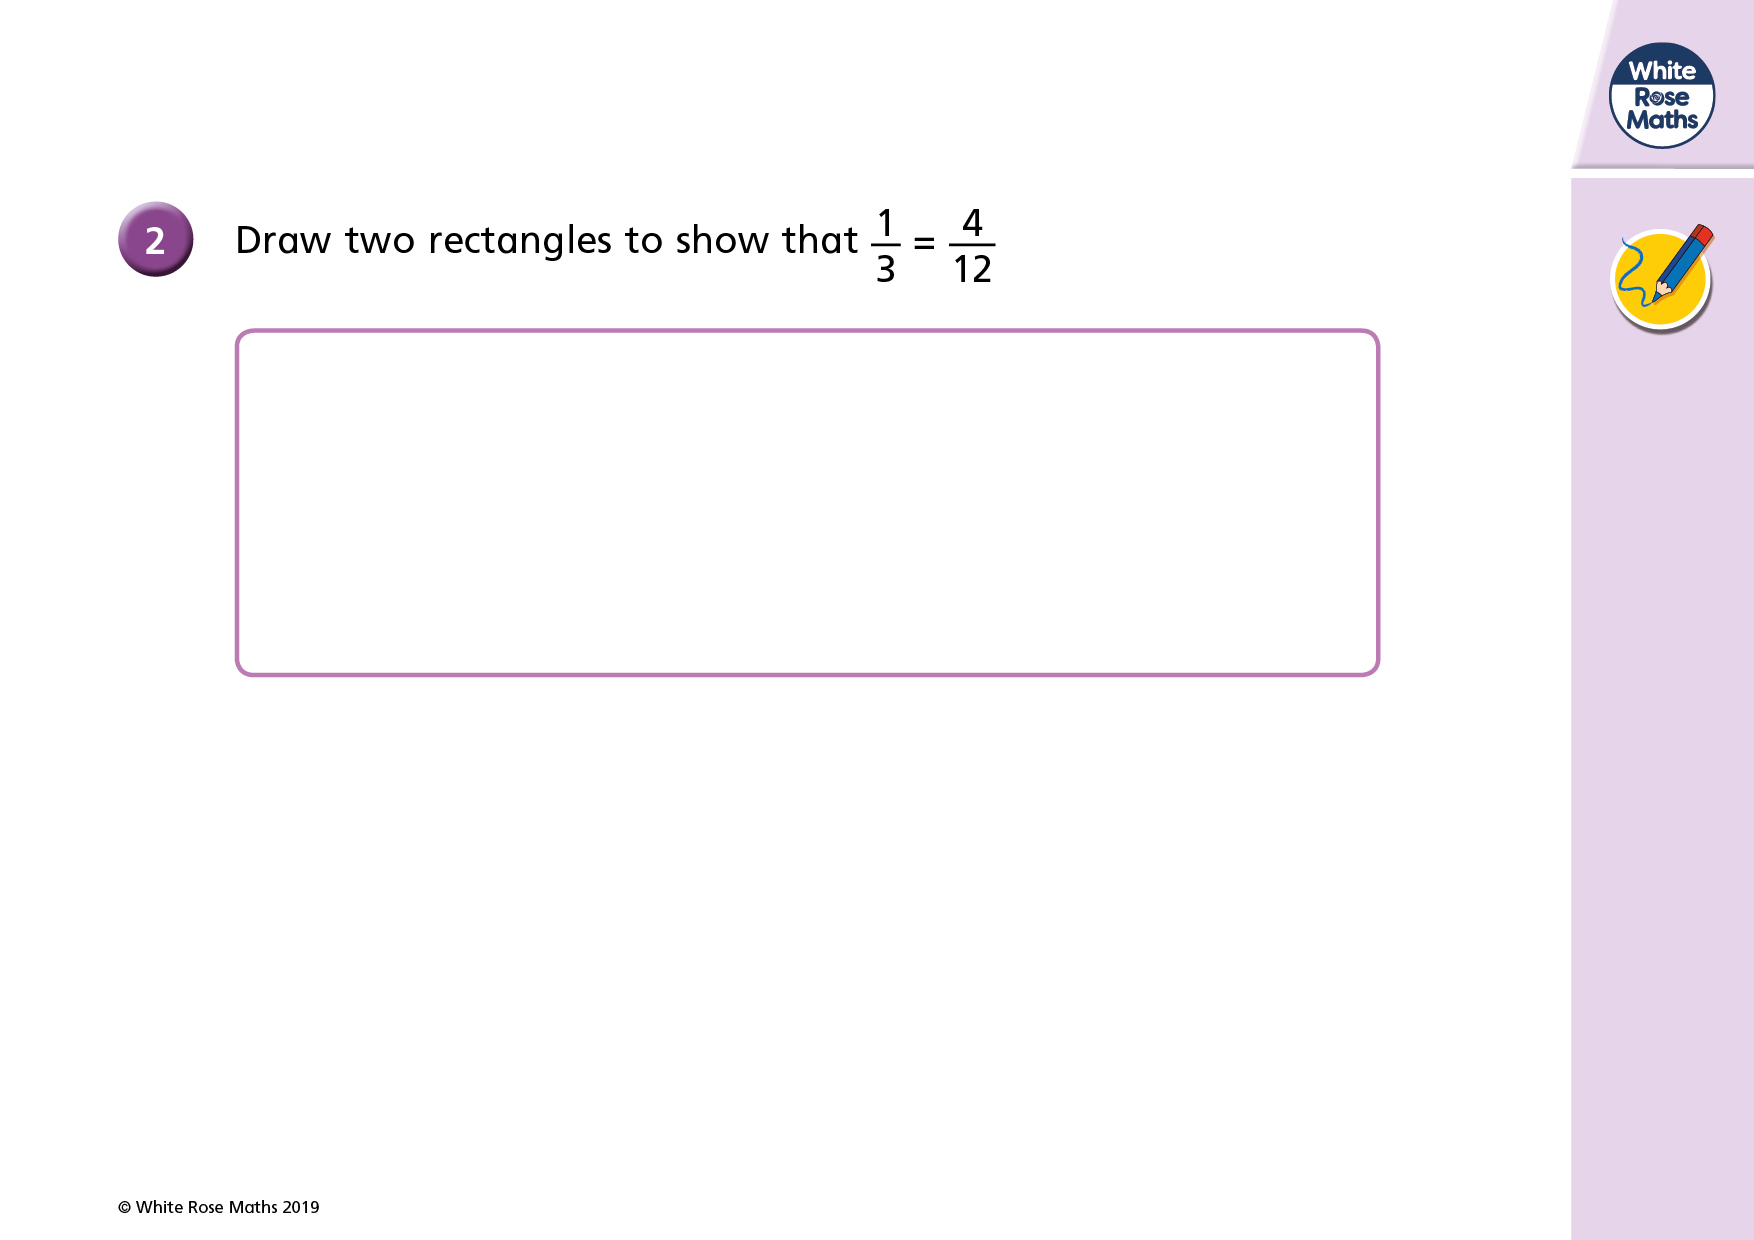 White
Rose
Maths
2 Draw two rectangles to show that 1/3 = 4/12
© White Rose Maths 2019